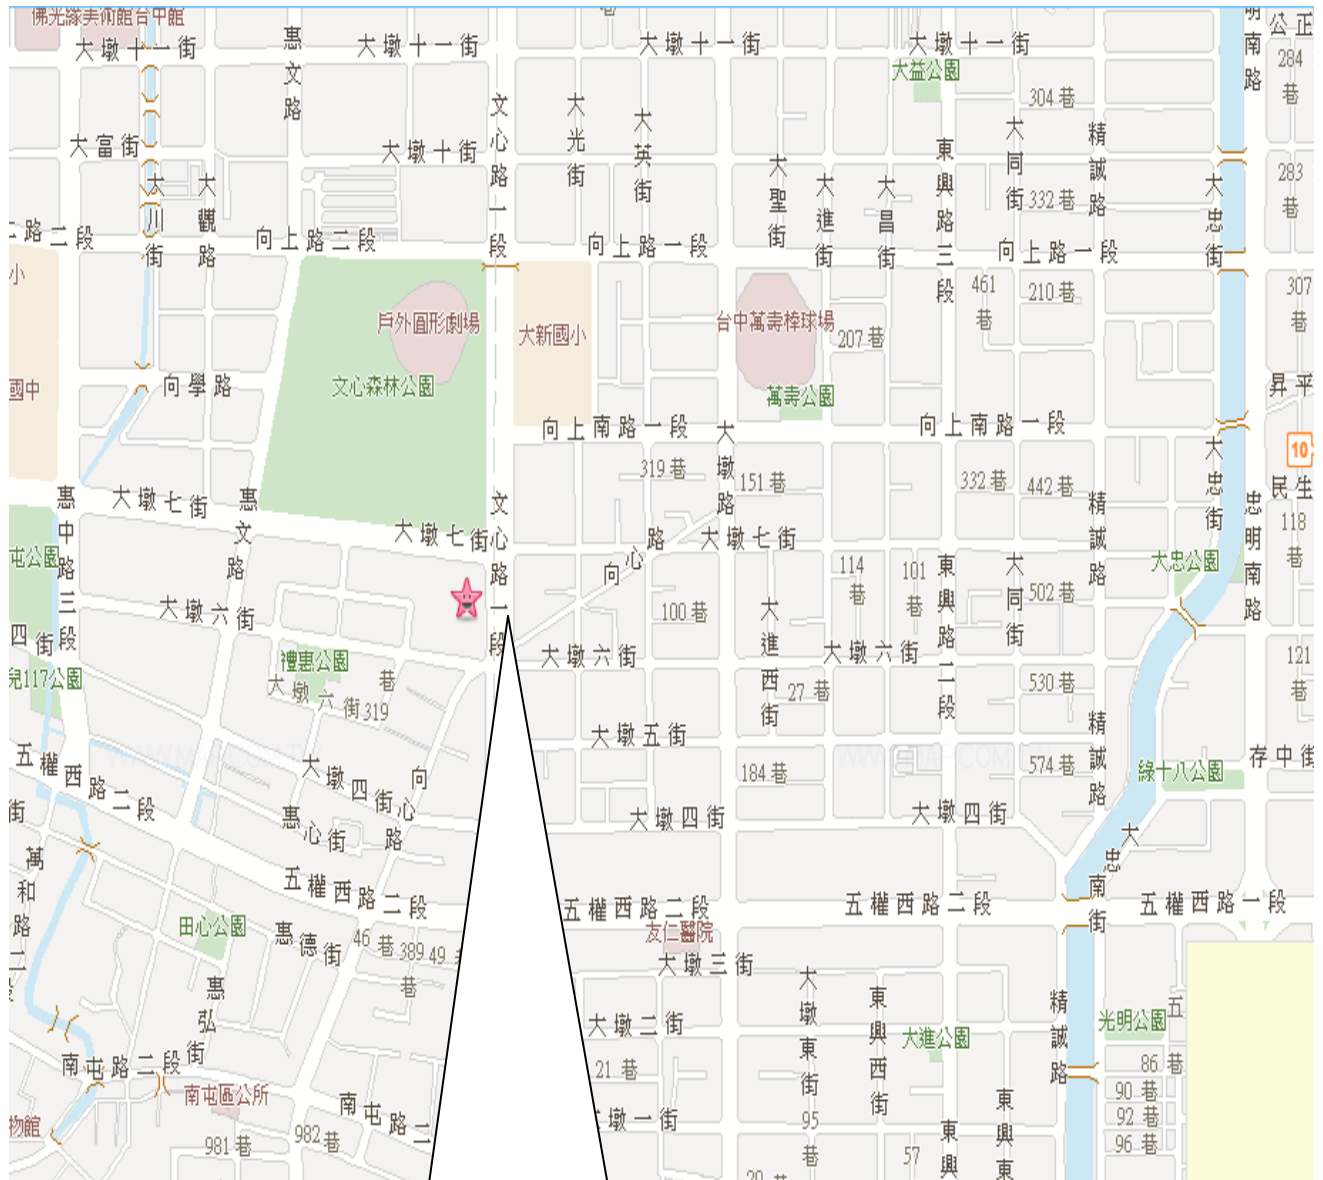 佛光緣美術館台中館
大墩十一街
惠文路
大墩十一街
大墩十一街
大墩十一街
明南路
公正
284巷
大益公園
304巷
大富街
大墩十街
文心路一段
大光街
大英街
大聖街
大進街
大昌街
東興路三段
大同街
332巷
精誠路
大忠街
283巷
大川街
大觀路
路二段
向上路二段
向上路一段
向上路一段
461巷
210巷
307巷
小
戶外圓形劇場
大新國小
台中萬壽棒球場
207巷
國中
向學路
文心森林公園
萬壽公園
昇平
向上南路一段
大墩路
向上南路一段
大忠街
10
319巷
151巷
332巷
442巷
民生
惠中路三段
大墩七街
惠文路
大墩七街
文心路一段
向心路
大墩七街
精誠路
忠明南路
118巷
屯公園
大忠公園
114巷
101巷
東興路二段
大同街
502巷
大墩六街
100巷
大進西街
四街
禮惠公園
大墩六街
大墩六街
121巷
兒117公園
大墩六街319巷
27巷
530巷
大墩五街
精誠路
五權西路二段
大墩四街
向心路
184巷
574巷
綠十八公園
存中街
街
惠心街
大墩四街
大墩四街
大忠南街
萬和路二
五權西路二段
五權西路二段
五權西路二段
五權西路一段
田心公園
惠德街
46巷
389巷
49
友仁醫院
大墩三街
惠弘街
大墩東街
東興西街
精誠路
五
大墩二街
大進公園
光明公園
南屯路二段
21巷
86巷
南屯區公所
南屯路二
90巷
92巷
物館
墩一街
95巷
東興
東興東
96巷
981巷
982巷
57